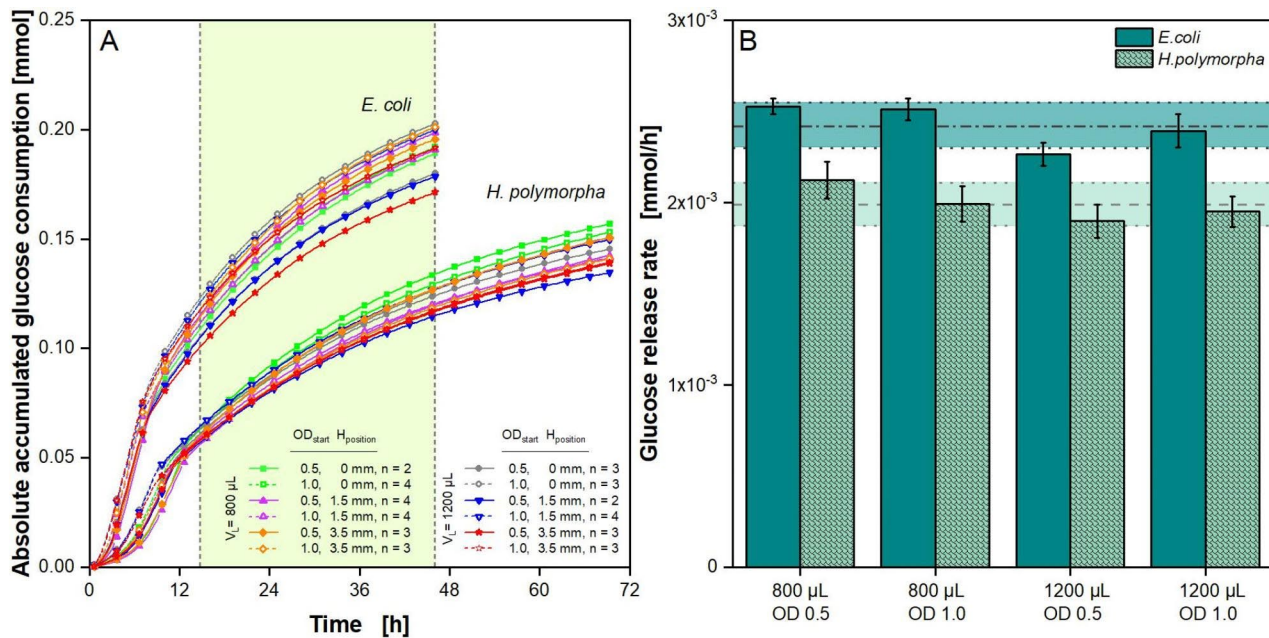 A
Absolute accumulated glucose consumption [mmol]
0.25
0.20
0.15
0.10
0.05
0.00
E. coli
H. polymorpha
OD_start H_position
V_L= 800 µL
0.5, 0 mm, n = 2
1.0, 0 mm, n = 4
0.5, 1.5 mm, n = 4
1.0, 1.5 mm, n = 4
0.5, 3.5 mm, n = 3
1.0, 3.5 mm, n = 3
OD_start H_position
V_L= 1200 µL
0.5, 0 mm, n = 3
1.0, 0 mm, n = 3
0.5, 1.5 mm, n = 2
1.0, 1.5 mm, n = 4
0.5, 3.5 mm, n = 3
1.0, 3.5 mm, n = 3
0 12 24 36 48 60 72
Time [h]
B
Glucose release rate [mmol/h]
3x10⁻³
2x10⁻³
1x10⁻³
0
E.coli
H.polymorpha
800 µL 800 µL 1200 µL 1200 µL
OD 0.5 OD 1.0 OD 0.5 OD 1.0